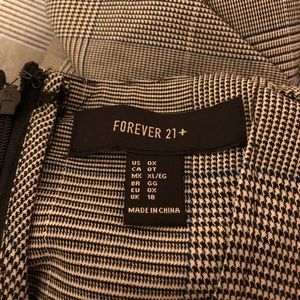 FOREVER 21+
US 0X
CA 0T
MX XL/EG
BR GG
EU 0X
UK 18
MADE IN CHINA